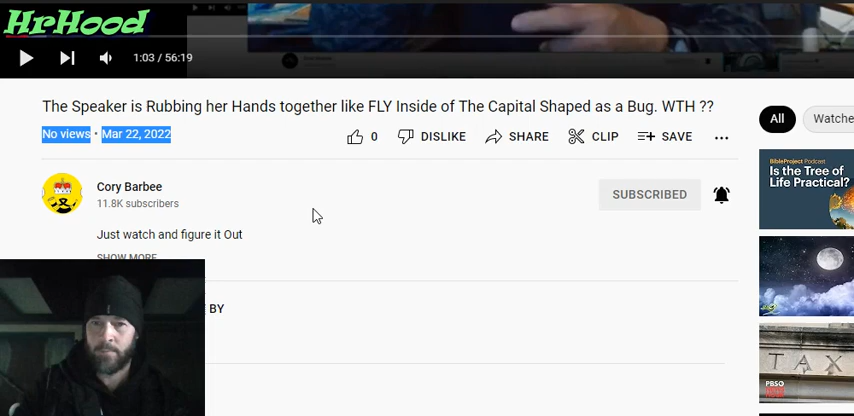 HrHood
1:03 / 56:19
The Speaker is Rubbing her Hands together like FLY Inside of The Capital Shaped as a Bug. WTH ??
No views • Mar 22, 2022
0 DISLIKE SHARE CLIP SAVE ...
Cory Barbee
11.8K subscribers
SUBSCRIBED
Just watch and figure it Out
SHOW MORE
BY
All Watche
BibleProject Podcast
Is the Tree of
Life Practical?
TAX
PBSO